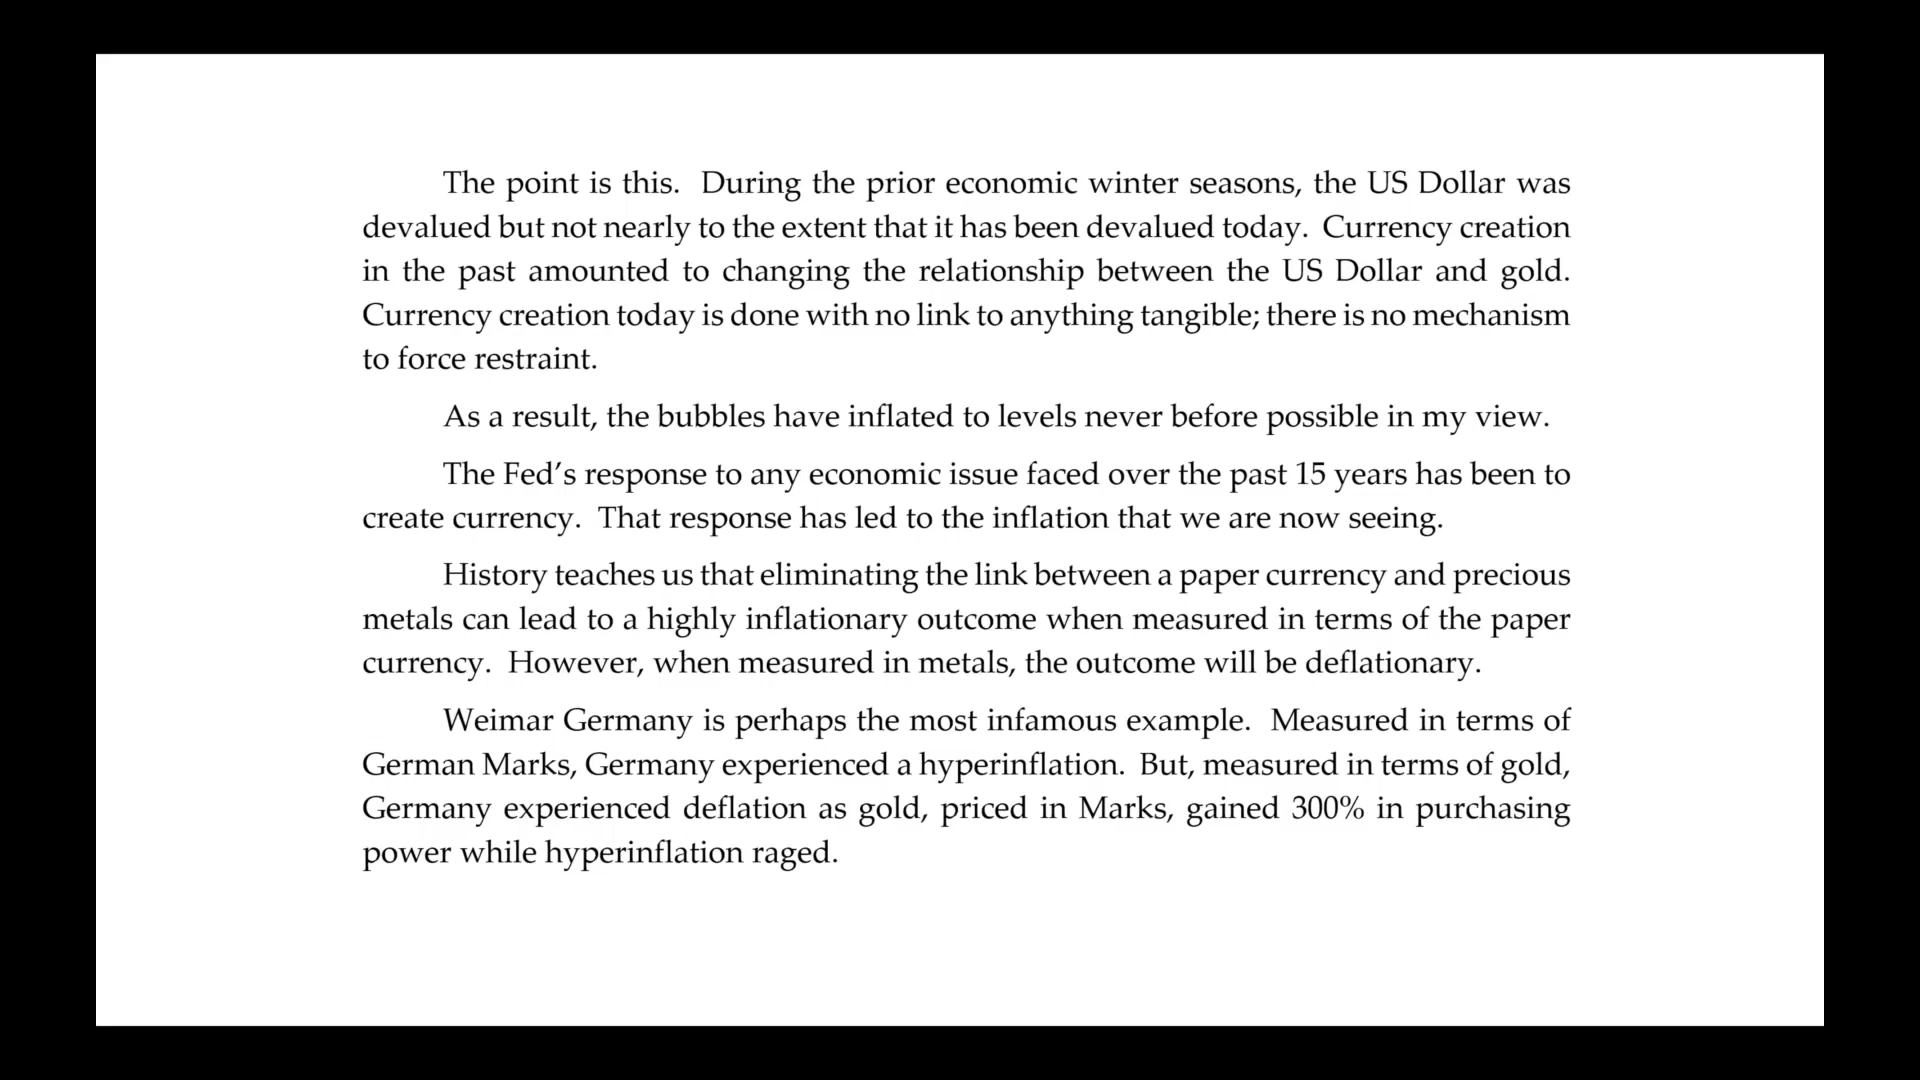 The point is this.  During the prior economic winter seasons, the US Dollar was
devalued but not nearly to the extent that it has been devalued today.  Currency creation
in the past amounted to changing the relationship between the US Dollar and gold.
Currency creation today is done with no link to anything tangible; there is no mechanism
to force restraint.
As a result, the bubbles have inflated to levels never before possible in my view.
The Fed’s response to any economic issue faced over the past 15 years has been to
create currency.  That response has led to the inflation that we are now seeing.
History teaches us that eliminating the link between a paper currency and precious
metals can lead to a highly inflationary outcome when measured in terms of the paper
currency.  However, when measured in metals, the outcome will be deflationary.
Weimar Germany is perhaps the most infamous example.  Measured in terms of
German Marks, Germany experienced a hyperinflation.  But, measured in terms of gold,
Germany experienced deflation as gold, priced in Marks, gained 300% in purchasing
power while hyperinflation raged.